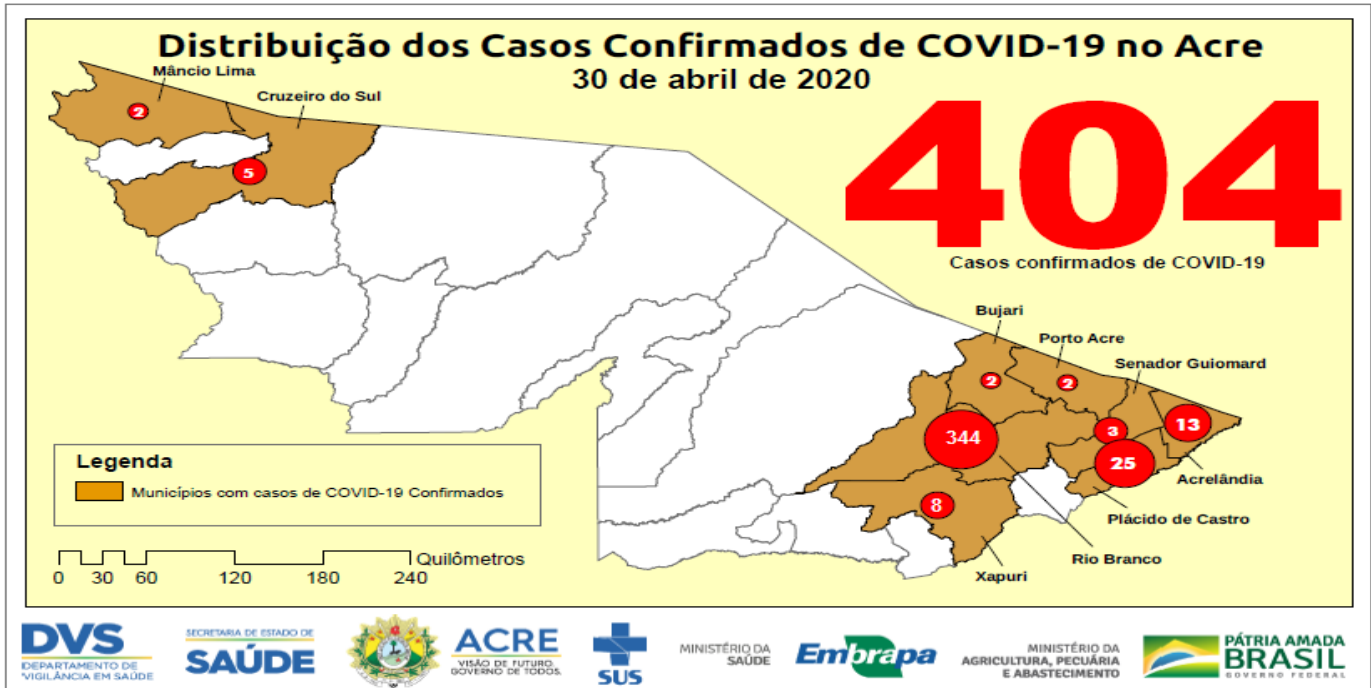 Distribuição dos Casos Confirmados de COVID-19 no Acre
30 de abril de 2020
404
Casos confirmados de COVID-19
Mâncio Lima
Cruzeiro do Sul
2
5
Bujari
Porto Acre
Senador Guiomard
2
2
344
3
13
25
8
Acrelândia
Plácido de Castro
Rio Branco
Xapuri
Legenda
Municípios com casos de COVID-19 Confirmados
Quilômetros
0 30 60 120 180 240
DVS
DEPARTAMENTO DE
VIGILÂNCIA EM SAÚDE
SECRETARIA DE ESTADO DE
SAÚDE
ACRE
VISÃO DE FUTURO.
GOVERNO DE TODOS.
SUS
MINISTÉRIO DA
SAÚDE
Embrapa
MINISTÉRIO DA
AGRICULTURA, PECUÁRIA
E ABASTECIMENTO
PÁTRIA AMADA
BRASIL
GOVERNO FEDERAL